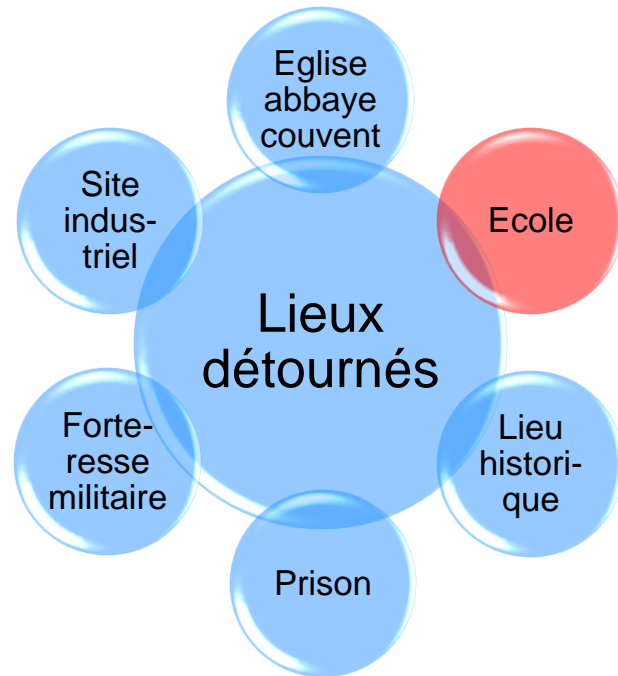 Eglise
abbaye
couvent
Ecole
Site
indus-
triel
Lieux
détournés
Lieu
histori-
que
Forte-
resse
militaire
Prison